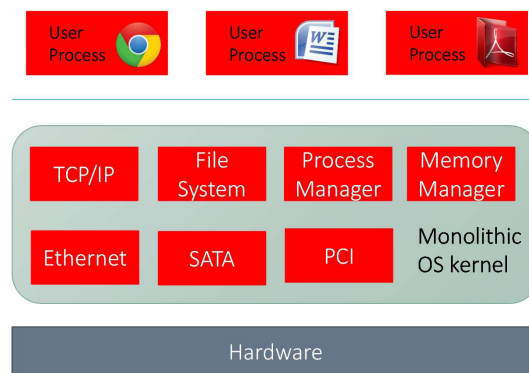 User
Process
User
Process
W
User
Process
TCP/IP
File
System
Process
Manager
Memory
Manager
Ethernet
SATA
PCI
Monolithic
OS kernel
Hardware